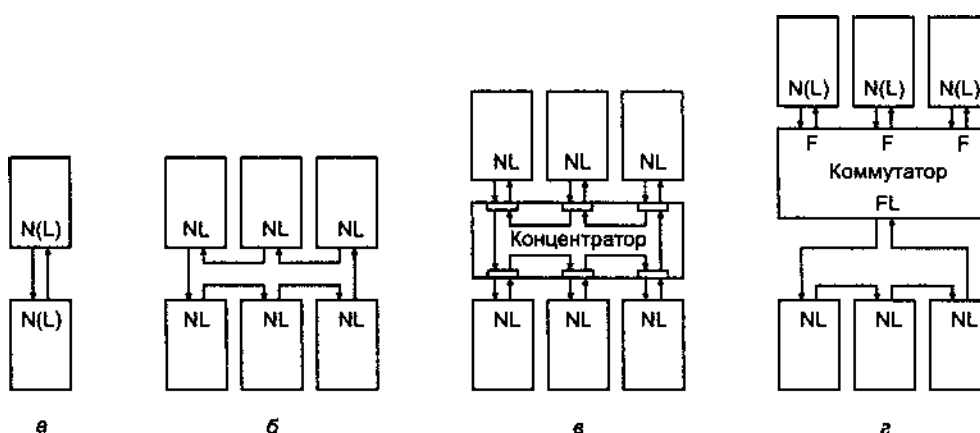 N(L) N(L) N(L)
F F F
Коммутатор
FL
NL NL NL
N(L)
NL NL NL
Концентратор
N(L)
NL NL NL
NL NL NL
NL NL NL
а б в г